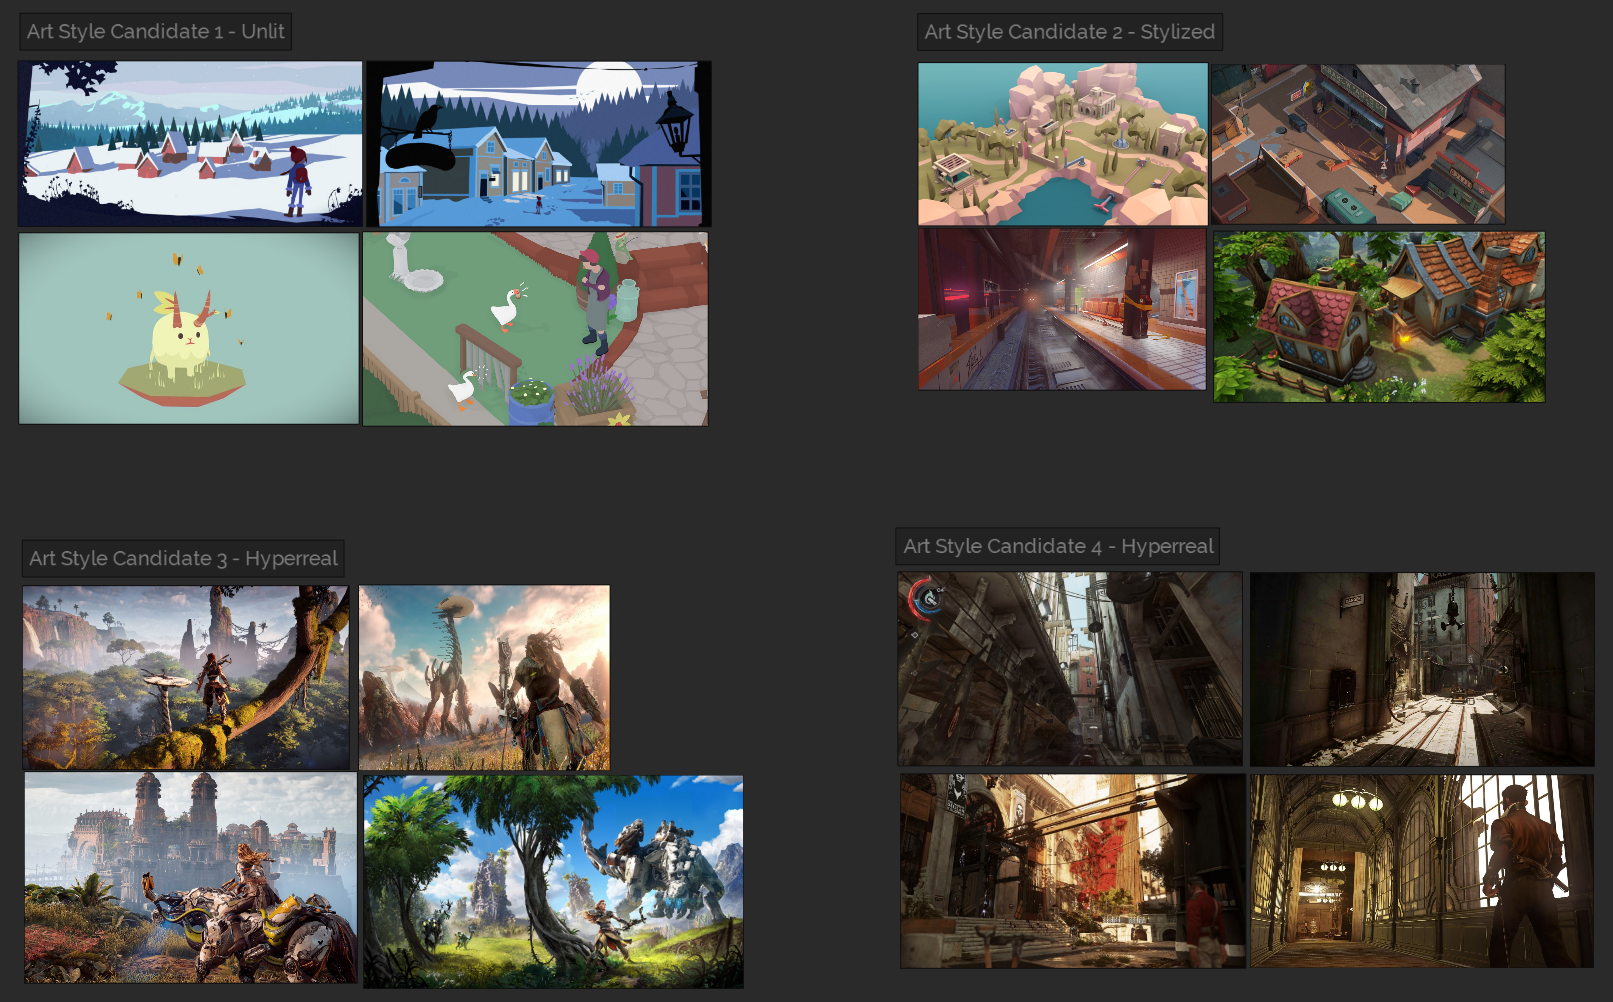 Art Style Candidate 1 - Unlit
Art Style Candidate 2 - Stylized
Art Style Candidate 3 - Hyperreal
Art Style Candidate 4 - Hyperreal